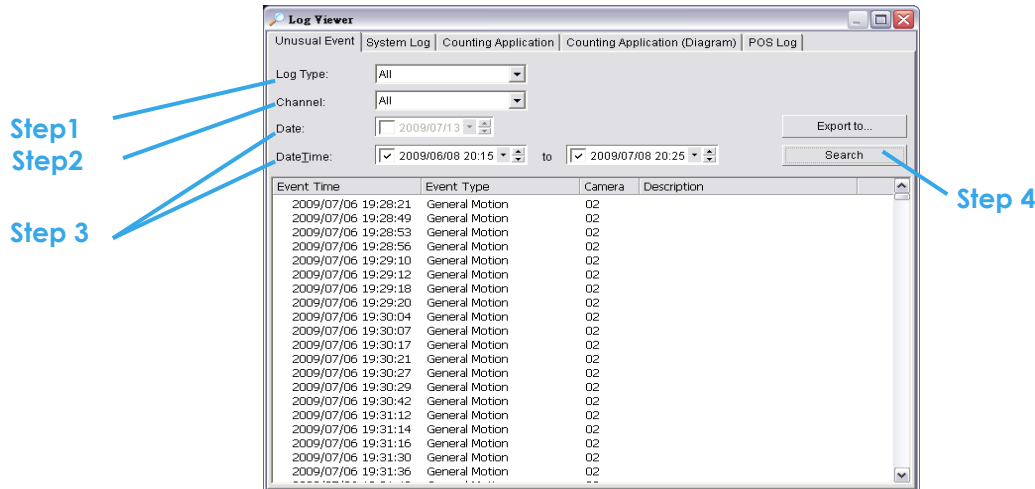 Log Viewer
Unusual Event System Log Counting Application Counting Application (Diagram) POS Log
Log Type: All
Channel: All
Step1
Date: 2009/07/13 Export to...
Step2
DateTime: 2009/06/08 20:15 to 2009/07/08 20:25 Search
Step 4
Event Time Event Type Camera Description
2009/07/06 19:28:21 General Motion 02
2009/07/06 19:28:49 General Motion 02
Step 3
2009/07/06 19:28:53 General Motion 02
2009/07/06 19:28:56 General Motion 02
2009/07/06 19:29:10 General Motion 02
2009/07/06 19:29:12 General Motion 02
2009/07/06 19:29:18 General Motion 02
2009/07/06 19:29:20 General Motion 02
2009/07/06 19:30:04 General Motion 02
2009/07/06 19:30:07 General Motion 02
2009/07/06 19:30:17 General Motion 02
2009/07/06 19:30:21 General Motion 02
2009/07/06 19:30:27 General Motion 02
2009/07/06 19:30:29 General Motion 02
2009/07/06 19:30:42 General Motion 02
2009/07/06 19:31:12 General Motion 02
2009/07/06 19:31:14 General Motion 02
2009/07/06 19:31:16 General Motion 02
2009/07/06 19:31:30 General Motion 02
2009/07/06 19:31:36 General Motion 02